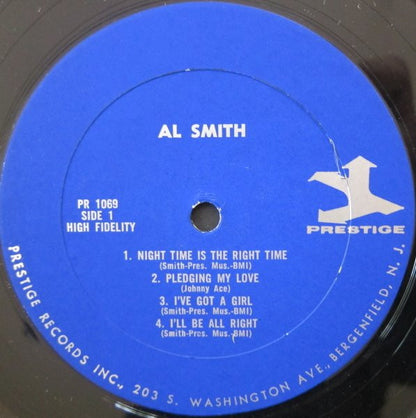 AL SMITH
PR 1069
SIDE 1
HIGH FIDELITY
PRESTIGE
1. NIGHT TIME IS THE RIGHT TIME
(Smith-Pres. Mus.-BMI)
2. PLEDGING MY LOVE
(Johnny Ace)
3. I'VE GOT A GIRL
(Smith-Pres. Mus.-BMI)
4. I'LL BE ALL RIGHT
(Smith-Pres. Mus.-BMI)
PRESTIGE RECORDS INC., 203 S. WASHINGTON AVE., BERGENFIELD, N. J.